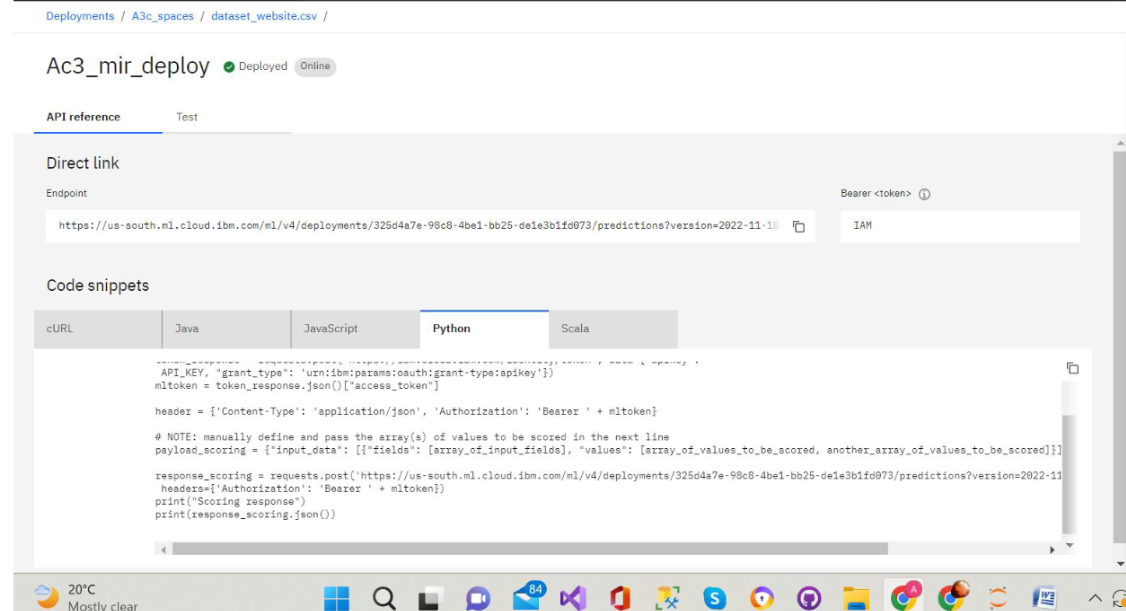 Deployments / A3c_spaces / dataset_website.csv /
Ac3_mir_deploy Deployed Online
API reference Test
Direct link
Endpoint Bearer <token>
https://us-south.ml.cloud.ibm.com/ml/v4/deployments/325d4a7e-98c8-4be1-bb25-de1e3b1fd073/predictions?version=2022-11-18 IAM
Code snippets
cURL Java JavaScript Python Scala
API_KEY, "grant_type": 'urn:ibm:params:oauth:grant-type:apikey'})
mltoken = token_response.json()["access_token"]
header = {'Content-Type': 'application/json', 'Authorization': 'Bearer ' + mltoken}
# NOTE: manually define and pass the array(s) of values to be scored in the next line
payload_scoring = {"input_data": [{"fields": [array_of_input_fields], "values": [array_of_values_to_be_scored, another_array_of_values_to_be_scored]}]
response_scoring = requests.post('https://us-south.ml.cloud.ibm.com/ml/v4/deployments/325d4a7e-98c8-4be1-bb25-de1e3b1fd073/predictions?version=2022-11
headers={'Authorization': 'Bearer ' + mltoken})
print("Scoring response")
print(response_scoring.json())
20°C
Mostly clear
84